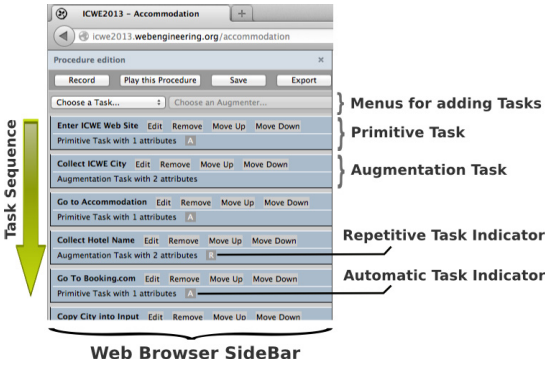 ICWE2013 – Accommodation
icwe2013.webengineering.org/accommodation
Procedure edition ×
Record Play this Procedure Save Export
Choose a Task... Choose an Augmenter...
Menus for adding Tasks
Enter ICWE Web Site Edit Remove Move Up Move Down
Primitive Task with 1 attributes A
Primitive Task
Collect ICWE City Edit Remove Move Up Move Down
Augmentation Task with 2 attributes
Augmentation Task
Go to Accommodation Edit Remove Move Up Move Down
Primitive Task with 1 attributes A
Collect Hotel Name Edit Remove Move Up Move Down
Augmentation Task with 2 attributes R
Repetitive Task Indicator
Go To Booking.com Edit Remove Move Up Move Down
Primitive Task with 1 attributes A
Automatic Task Indicator
Copy City into Input Edit Remove Move Up Move Down
Task Sequence
Web Browser SideBar